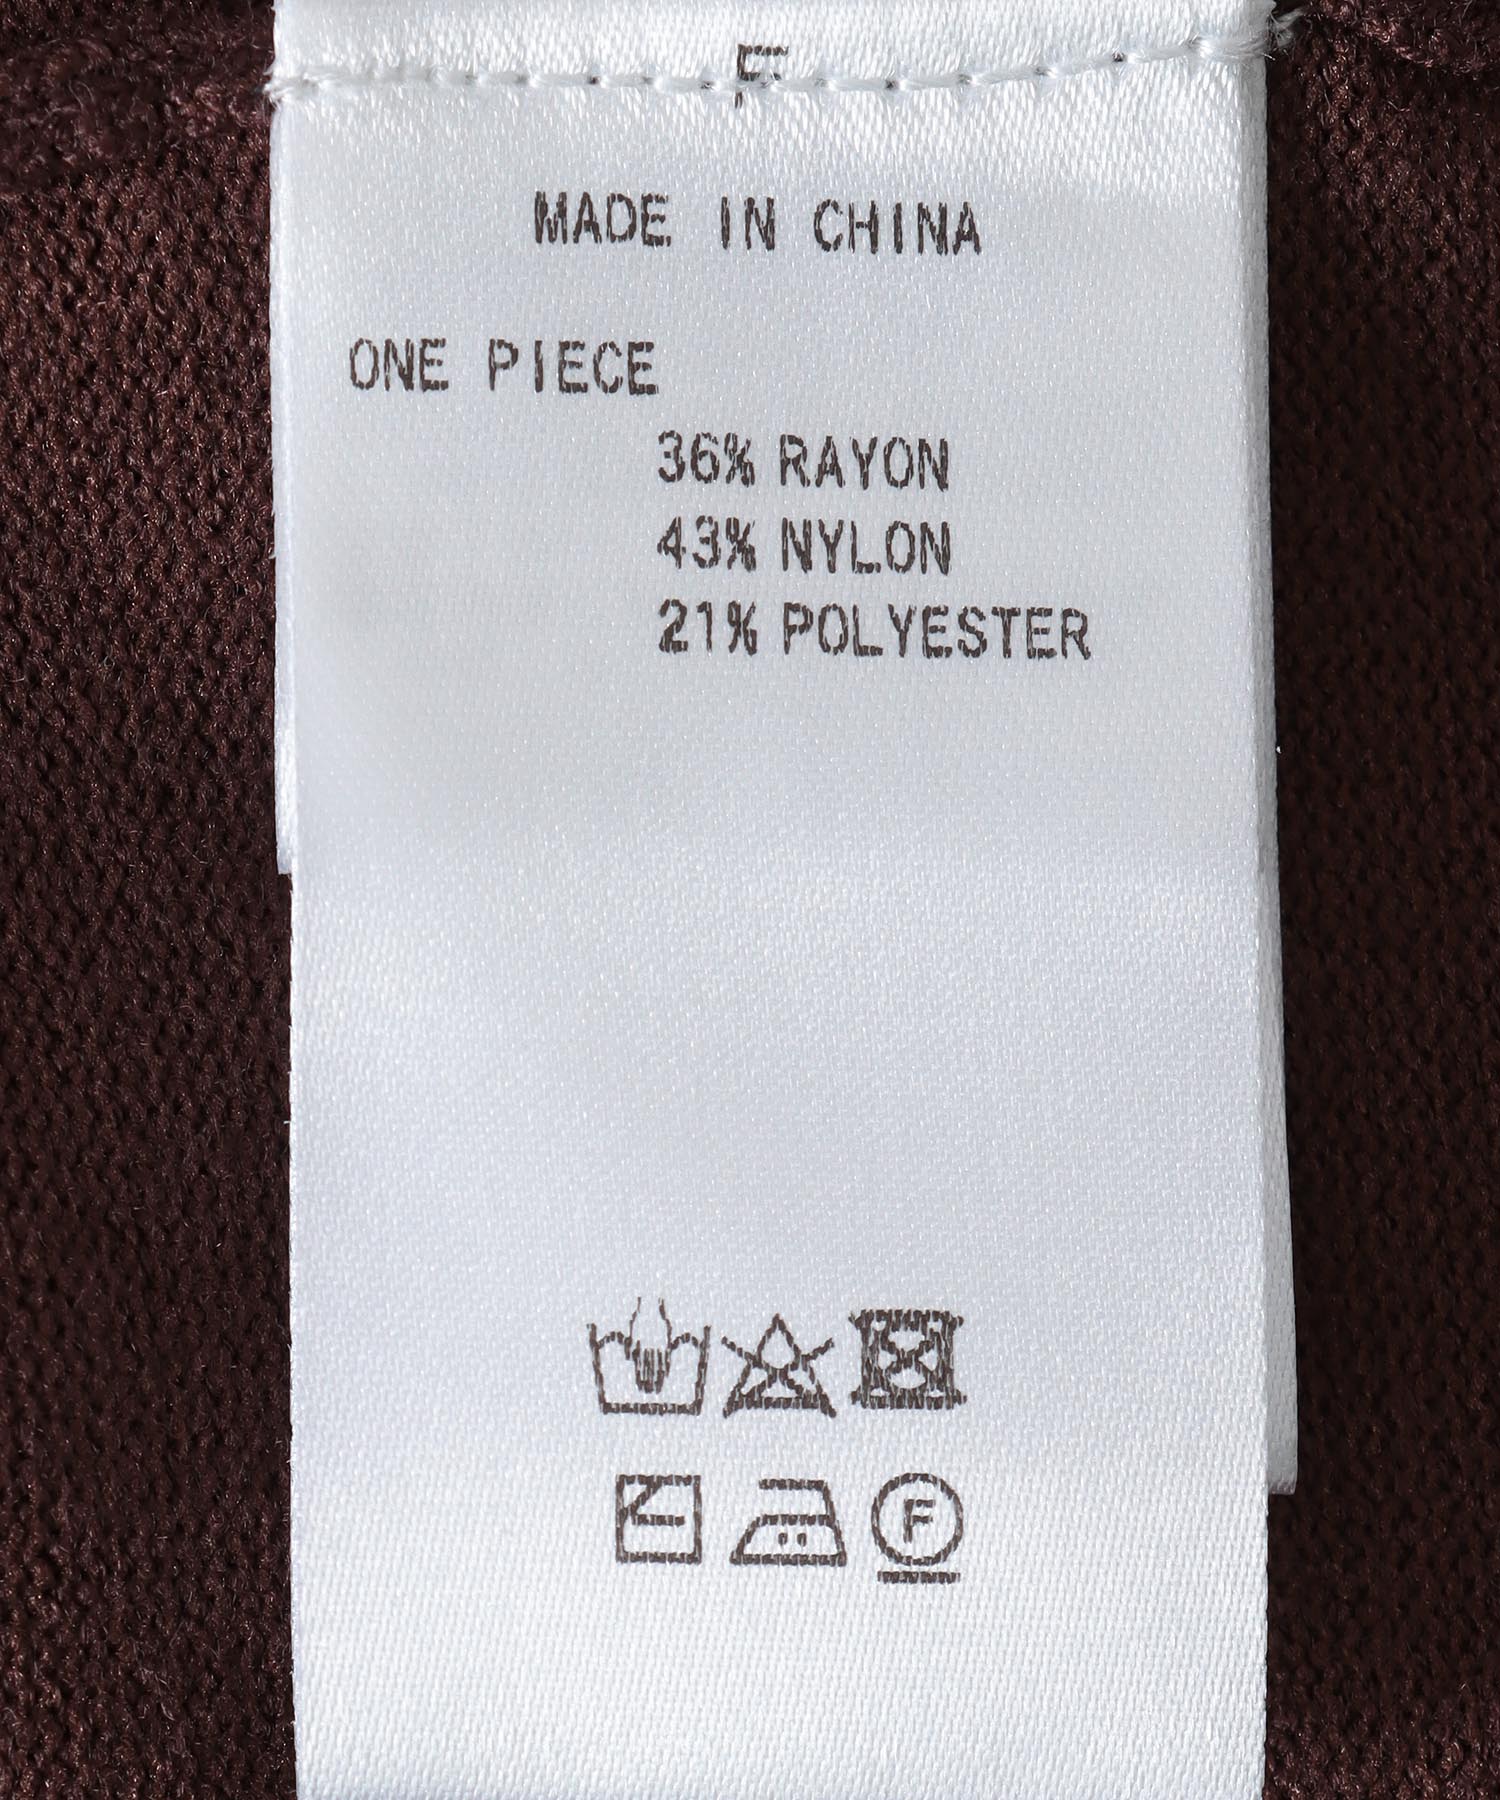 F
MADE IN CHINA
ONE PIECE
36% RAYON
43% NYLON
21% POLYESTER
F